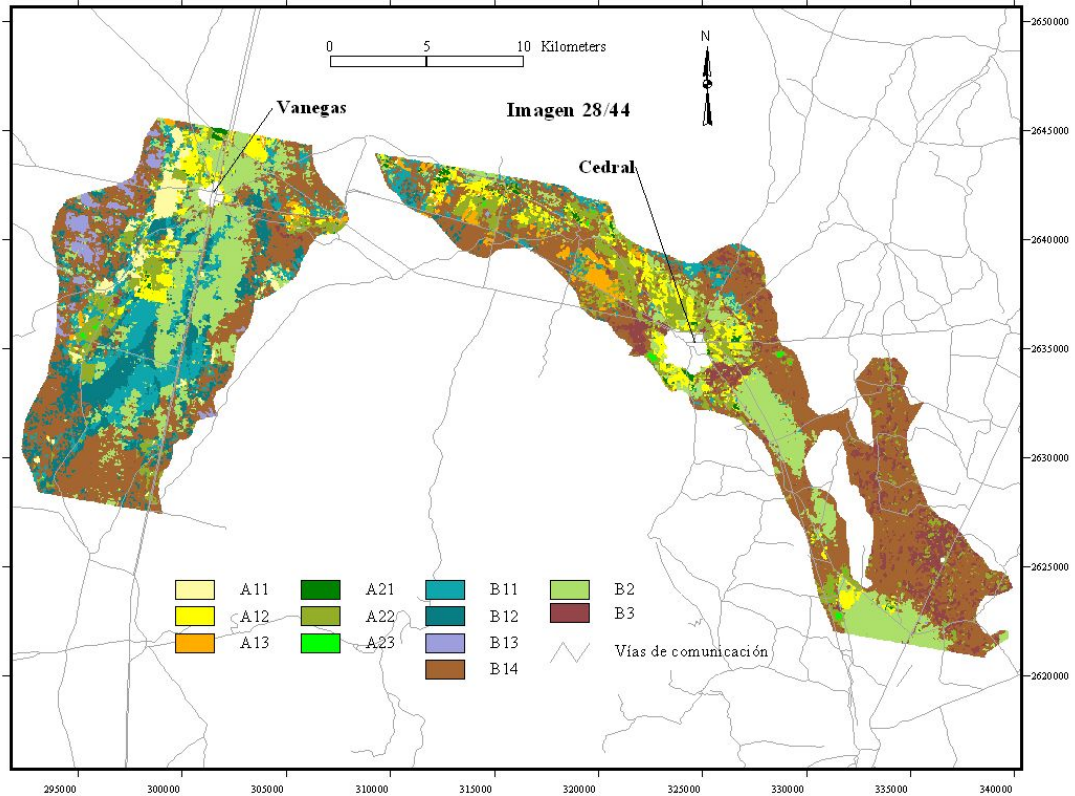 2650000
0 5 10 Kilometers
N
Vanegas
Imagen 28/44
2645000
Cedral
2640000
2635000
2630000
2625000
A11 A21 B11 B2
A12 A22 B12 B3
A13 A23 B13 Vías de comunicación
B14
2620000
295000 300000 305000 310000 315000 320000 325000 330000 335000 340000